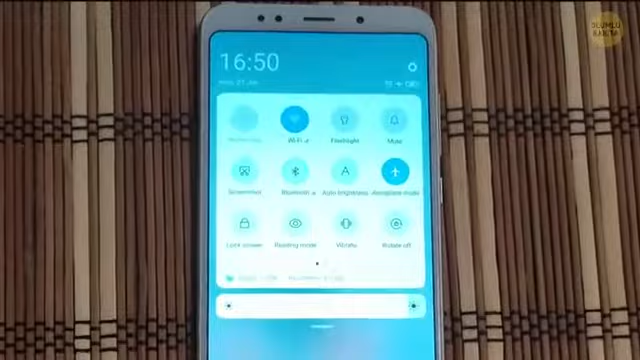 16:50
Wi-Fi
Flashlight
Mute
Screenshot
Bluetooth
Auto brightness
Aeroplane mode
Lock screen
Reading mode
Vibrate
Rotate off